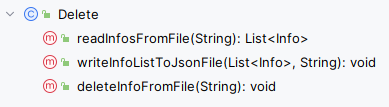 Delete
readInfosFromFile(String): List<Info>
writeInfoListToJsonFile(List<Info>, String): void
deleteInfoFromFile(String): void